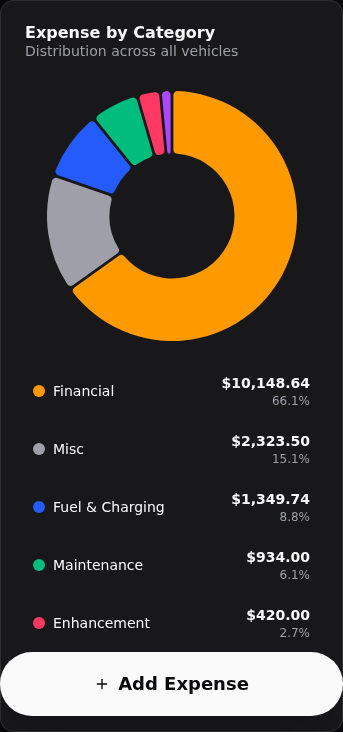 Expense by Category
Distribution across all vehicles
Financial
$10,148.64
66.1%
Misc
$2,323.50
15.1%
Fuel & Charging
$1,349.74
8.8%
Maintenance
$934.00
6.1%
Enhancement
$420.00
2.7%
+ Add Expense